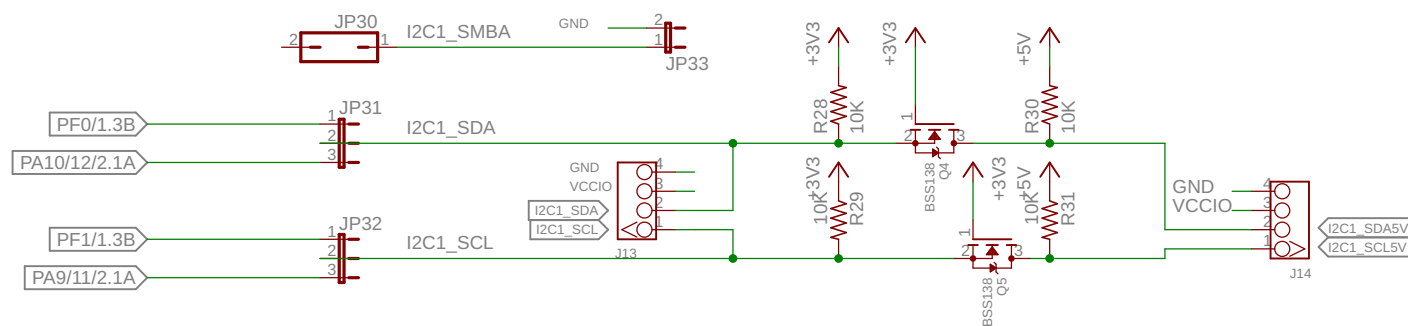 JP30
2
1
I2C1_SMBA
GND
2
1
JP33
+3V3
+3V3
+5V
R28
10K
R30
10K
PF0/1.3B
PA10/12/2.1A
JP31
1
2
3
I2C1_SDA
1
2
3
BSS138
Q4
GND
VCCIO
I2C1_SDA
I2C1_SCL
4
3
2
1
J13
+3V3
10K
R29
+3V3
+5V
10K
R31
PF1/1.3B
PA9/11/2.1A
JP32
1
2
3
I2C1_SCL
1
2
3
BSS138
Q5
GND
VCCIO
4
3
2
1
I2C1_SDA5V
I2C1_SCL5V
J14